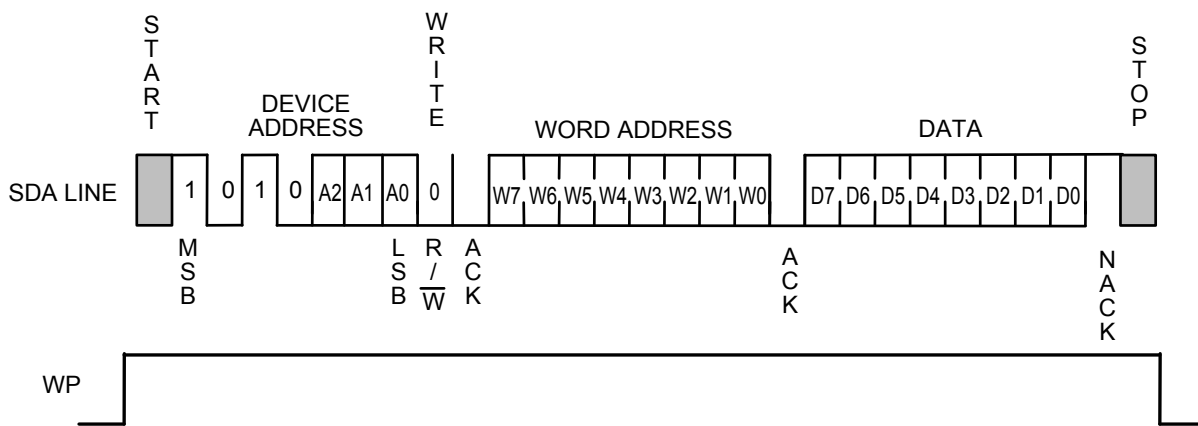 START
WRITE
STOP
DEVICE
ADDRESS
WORD ADDRESS
DATA
SDA LINE
1 0 1 0 A2 A1 A0 0 W7 W6 W5 W4 W3 W2 W1 W0 D7 D6 D5 D4 D3 D2 D1 D0
MSB
LSB
R/W̅
ACK
ACK
NACK
WP